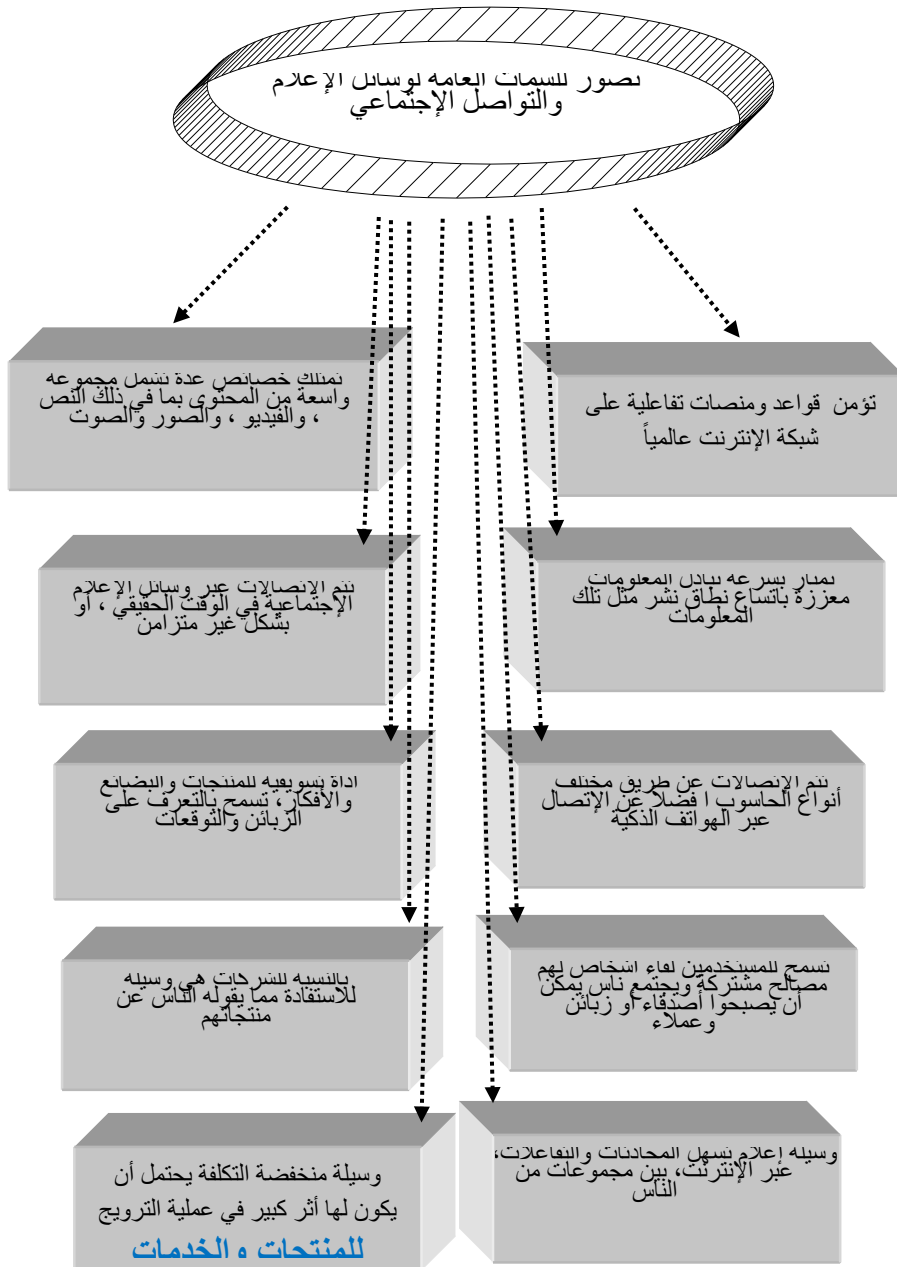 تصور للسمات العامة لوسائل الإعلام
والتواصل الإجتماعي
تؤمن قواعد ومنصات تفاعلية على
شبكة الإنترنت عالمياً
تمتلك خصائص عدة تشمل مجموعة
واسعة من المحتوى بما في ذلك النص
، والفيديو ، والصور والصوت
تمتاز بسرعة تبادل المعلومات
معززة باتساع نطاق نشر مثل تلك
المعلومات
تتم الإتصالات عبر وسائل الإعلام
الإجتماعية في الوقت الحقيقي ، أو
بشكل غير متزامن
تتم الإتصالات عن طريق مختلف
أنواع الحاسوب ا فضلاً عن الإتصال
عبر الهواتف الذكية
اداة تسويقية للمنتجات والبضائع
والأفكار، تسمح بالتعرف على
الزبائن والتوقعات
تسمح للمستخدمين لقاء اشخاص لهم
مصالح مشتركة ويجتمع ناس يمكن
أن يصبحوا أصدقاء أو زبائن
وعملاء
بالنسبة للشركات هي وسيلة
للاستفادة مما يقوله الناس عن
منتجاتهم
وسيلة إعلام تسهل المحادثات والتفاعلات،
عبر الإنترنت، بين مجموعات من
الناس
وسيلة منخفضة التكلفة يحتمل أن
يكون لها أثر كبير في عملية الترويج
للمنتجات والخدمات